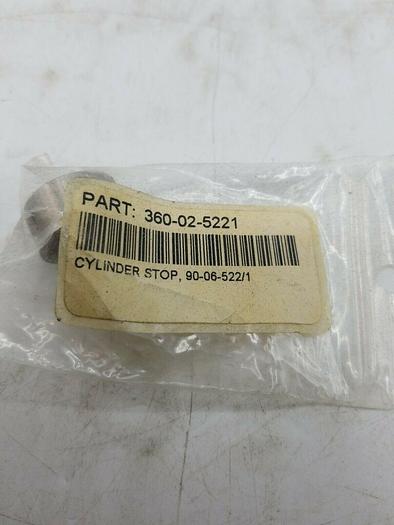 PART: 360-02-5221
CYLINDER STOP, 90-06-522/1